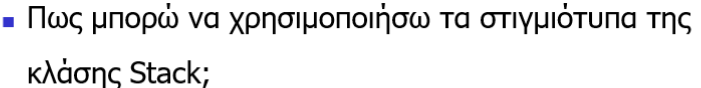 Πως μπορώ να χρησιμοποιήσω τα στιγμιότυπα της
κλάσης Stack;